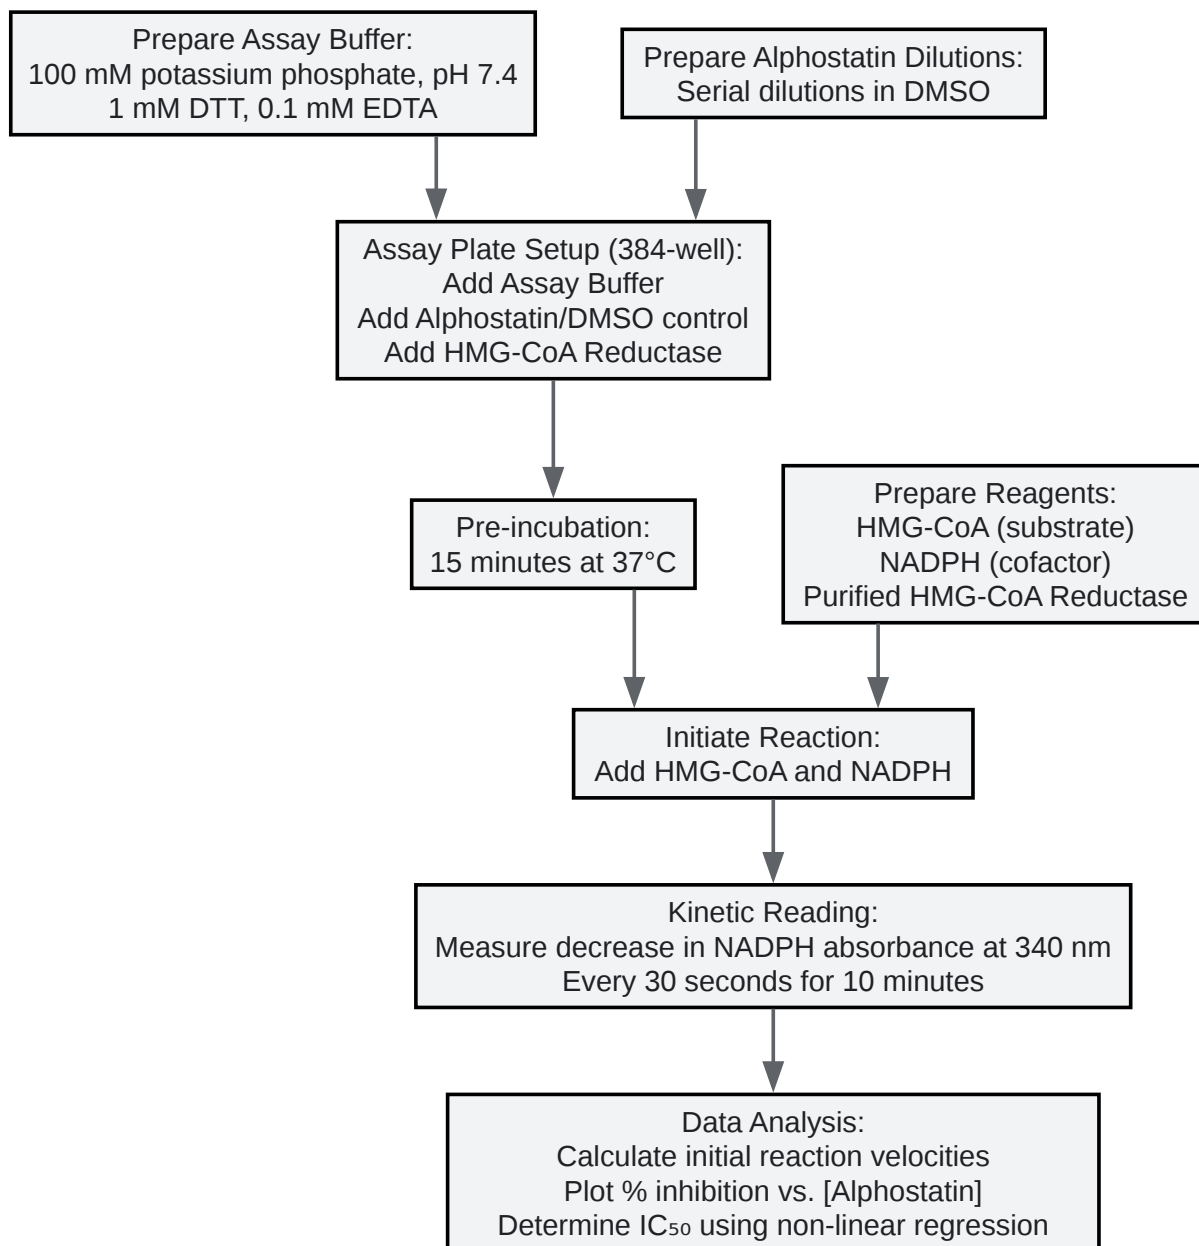 Prepare Assay Buffer:
100 mM potassium phosphate, pH 7.4
1 mM DTT, 0.1 mM EDTA
Prepare Alphostatin Dilutions:
Serial dilutions in DMSO
Assay Plate Setup (384-well):
Add Assay Buffer
Add Alphostatin/DMSO control
Add HMG-CoA Reductase
Pre-incubation:
15 minutes at 37°C
Prepare Reagents:
HMG-CoA (substrate)
NADPH (cofactor)
Purified HMG-CoA Reductase
Initiate Reaction:
Add HMG-CoA and NADPH
Kinetic Reading:
Measure decrease in NADPH absorbance at 340 nm
Every 30 seconds for 10 minutes
Data Analysis:
Calculate initial reaction velocities
Plot % inhibition vs. [Alphostatin]
Determine IC₅₀ using non-linear regression